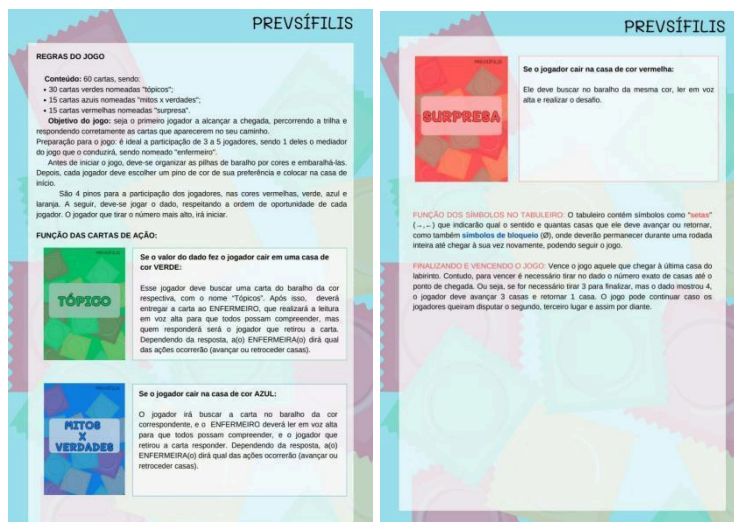 PREVSÍFILIS
REGRAS DO JOGO
Conteúdo: 60 cartas, sendo:
• 30 cartas verdes nomeadas "tópicos";
• 15 cartas azuis nomeadas "mitos x verdades";
• 15 cartas vermelhas nomeadas "surpresa".
Objetivo do jogo: seja o primeiro jogador a alcançar a chegada, percorrendo a trilha e
respondendo corretamente as cartas que aparecerem no seu caminho.
Preparação para o jogo: é ideal a participação de 3 a 5 jogadores, sendo 1 deles o mediador
do jogo que o conduzirá, sendo nomeado "enfermeiro".
Antes de iniciar o jogo, deve-se organizar as pilhas de baralho por cores e embaralhá-las.
Depois, cada jogador deve escolher um pino de cor de sua preferência e colocar na casa de
início.
São 4 pinos para a participação dos jogadores, nas cores vermelhas, verde, azul e
laranja. A seguir, deve-se jogar o dado, respeitando a ordem de oportunidade de cada
jogador. O jogador que tirar o número mais alto, irá iniciar.
FUNÇÃO DAS CARTAS DE AÇÃO:
PREVSÍFILIS
TÓPICO
Se o valor do dado fez o jogador cair em uma casa de
cor VERDE:
Esse jogador deve buscar uma carta do baralho da cor
respectiva, com o nome "Tópicos". Após isso, deverá
entregar a carta ao ENFERMEIRO, que realizará a leitura
em voz alta para que todos possam compreender, mas
quem responderá será o jogador que retirou a carta.
Dependendo da resposta, a(o) ENFERMEIRA(o) dirá qual
das ações ocorrerão (avançar ou retroceder casas).
PREVSÍFILIS
MITOS
X
VERDADES
Se o jogador cair na casa de cor AZUL:
O jogador irá buscar a carta no baralho da cor
correspondente, e o ENFERMEIRO deverá ler em voz alta
para que todos possam compreender, e o jogador que
retirou a carta responder. Dependendo da resposta, a(o)
ENFERMEIRA(o) dirá qual das ações ocorrerão (avançar ou
retroceder casas).
PREVSÍFILIS
PREVSÍFILIS
SURPRESA
Se o jogador cair na casa de cor vermelha:
Ele deve buscar no baralho da mesma cor, ler em voz
alta e realizar o desafio.
FUNÇÃO DOS SÍMBOLOS NO TABULEIRO: O tabuleiro contém símbolos como "setas"
(→,←) que indicarão qual o sentido e quantas casas que ele deve avançar ou retornar,
como também símbolos de bloqueio (Ø), onde deverão permanecer durante uma rodada
inteira até chegar à sua vez novamente, podendo seguir o jogo.
FINALIZANDO E VENCENDO O JOGO: Vence o jogo aquele que chegar à última casa do
labirinto. Contudo, para vencer é necessário tirar no dado o número exato de casas até o
ponto de chegada. Ou seja, se for necessário tirar 3 para finalizar, mas o dado mostrou 4,
o jogador deve avançar 3 casas e retornar 1 casa. O jogo pode continuar caso os
jogadores queiram disputar o segundo, terceiro lugar e assim por diante.